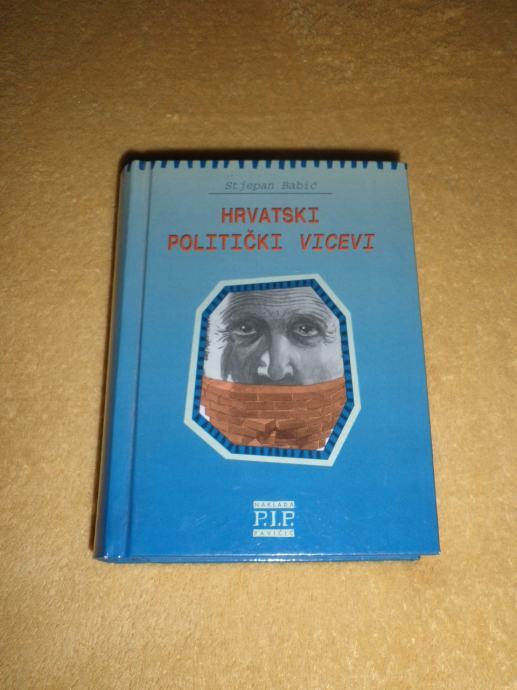 Stjepan Babić
HRVATSKI
POLITIČKI VICEVI
NAKLADA
P.I.P.
PAVIČIĆ